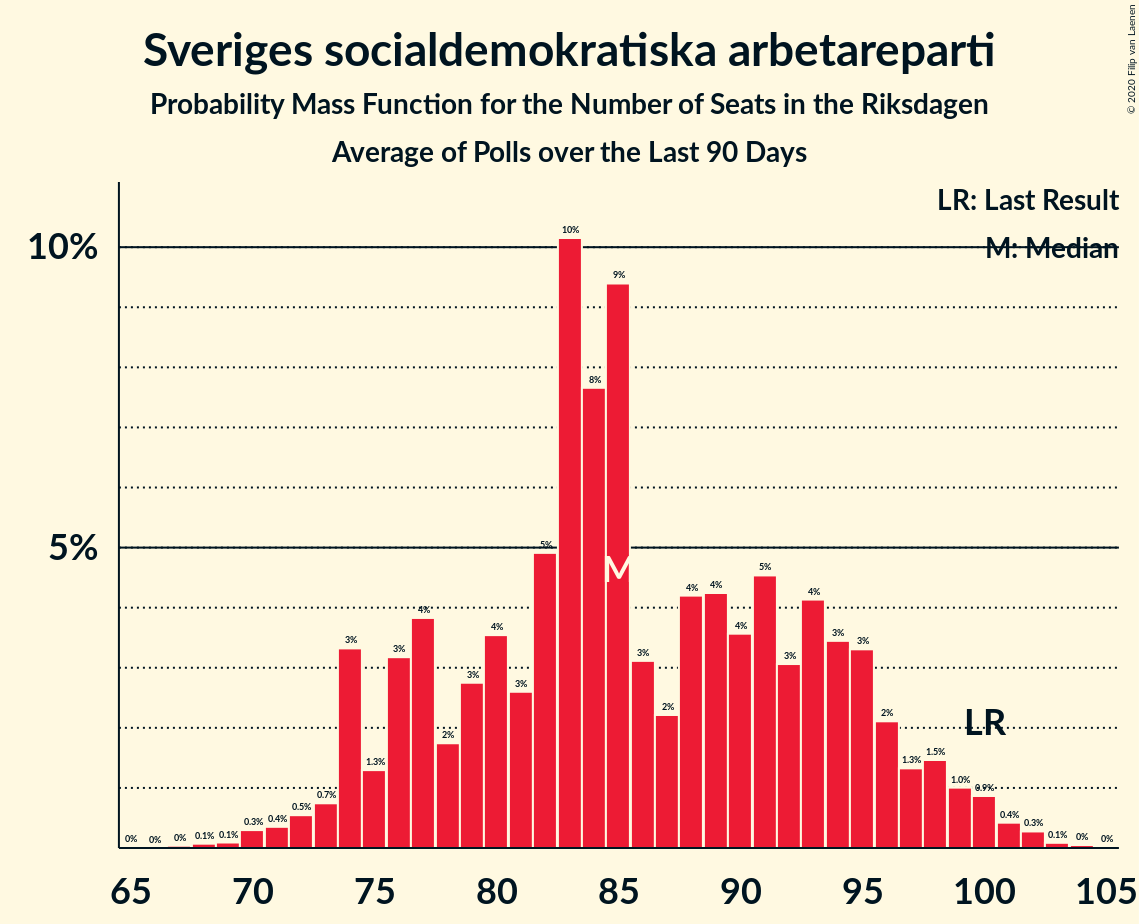 Sveriges socialdemokratiska arbetareparti
Probability Mass Function for the Number of Seats in the Riksdagen
Average of Polls over the Last 90 Days
© 2020 Filip van Laenen
LR: Last Result
M: Median
10%
5%
0% 0% 0% 0.1% 0.1% 0.3% 0.4% 0.5% 0.7% 3% 1.3% 3% 4% 2% 3% 4% 3% 5% 10% 8% 9% 3% 2% 4% 4% 4% 5% 3% 4% 3% 3% 2% 1.3% 1.5% 1.0% 0.9% 0.4% 0.3% 0.1% 0% 0%
M
LR
65 70 75 80 85 90 95 100 105